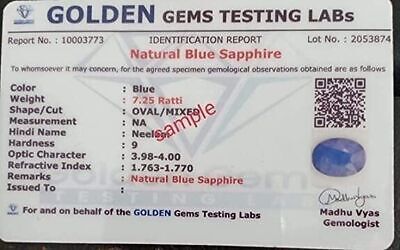 GOLDEN GEMS TESTING LABs
Report No. : 10003773 IDENTIFICATION REPORT Lot No. : 2053874
Natural Blue Sapphire
To whomsoever it may concern, for the agreed specimen gemological observations obtained are as follows
Color : Blue
Weight : 7.25 Ratti
Shape/Cut : OVAL/MIXED
Measurement : NA
Hindi Name : Neelam
Hardness : 9
Optic Character : 3.98-4.00
Refractive Index : 1.763-1.770
Remarks : Natural Blue Sapphire
Issued to :
sample
For and on behalf of the GOLDEN Gems Testing Labs
Madhu Vyas
Gemologist